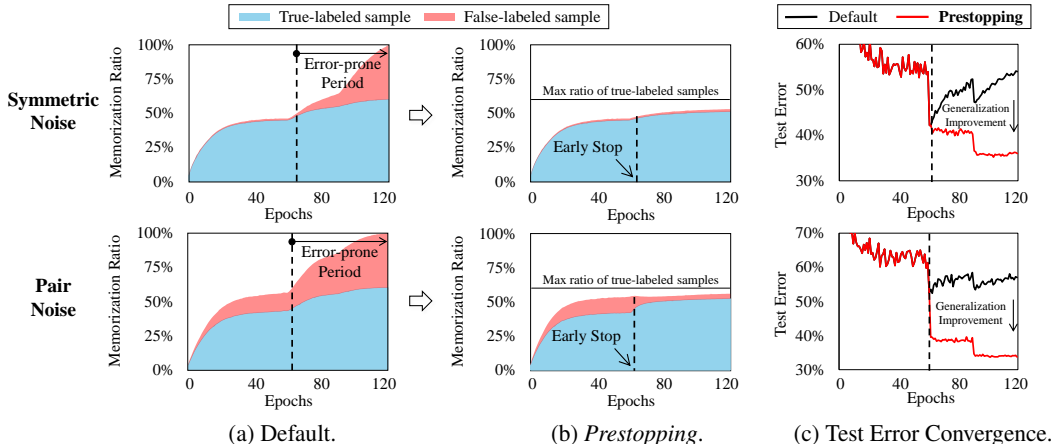 True-labeled sample False-labeled sample
Default Prestopping
Symmetric
Noise
Memorization Ratio
100%
75%
50%
25%
0%
Error-prone
Period
0 40 80 120
Epochs
Memorization Ratio
100%
75%
50%
25%
0%
Max ratio of true-labeled samples
Early Stop
0 40 80 120
Epochs
Test Error
60%
50%
40%
30%
Generalization
Improvement
0 40 80 120
Epochs
Pair
Noise
Memorization Ratio
100%
75%
50%
25%
0%
Error-prone
Period
0 40 80 120
Epochs
Memorization Ratio
100%
75%
50%
25%
0%
Max ratio of true-labeled samples
Early Stop
0 40 80 120
Epochs
Test Error
70%
60%
50%
40%
30%
Generalization
Improvement
0 40 80 120
Epochs
(a) Default.
(b) Prestopping.
(c) Test Error Convergence.